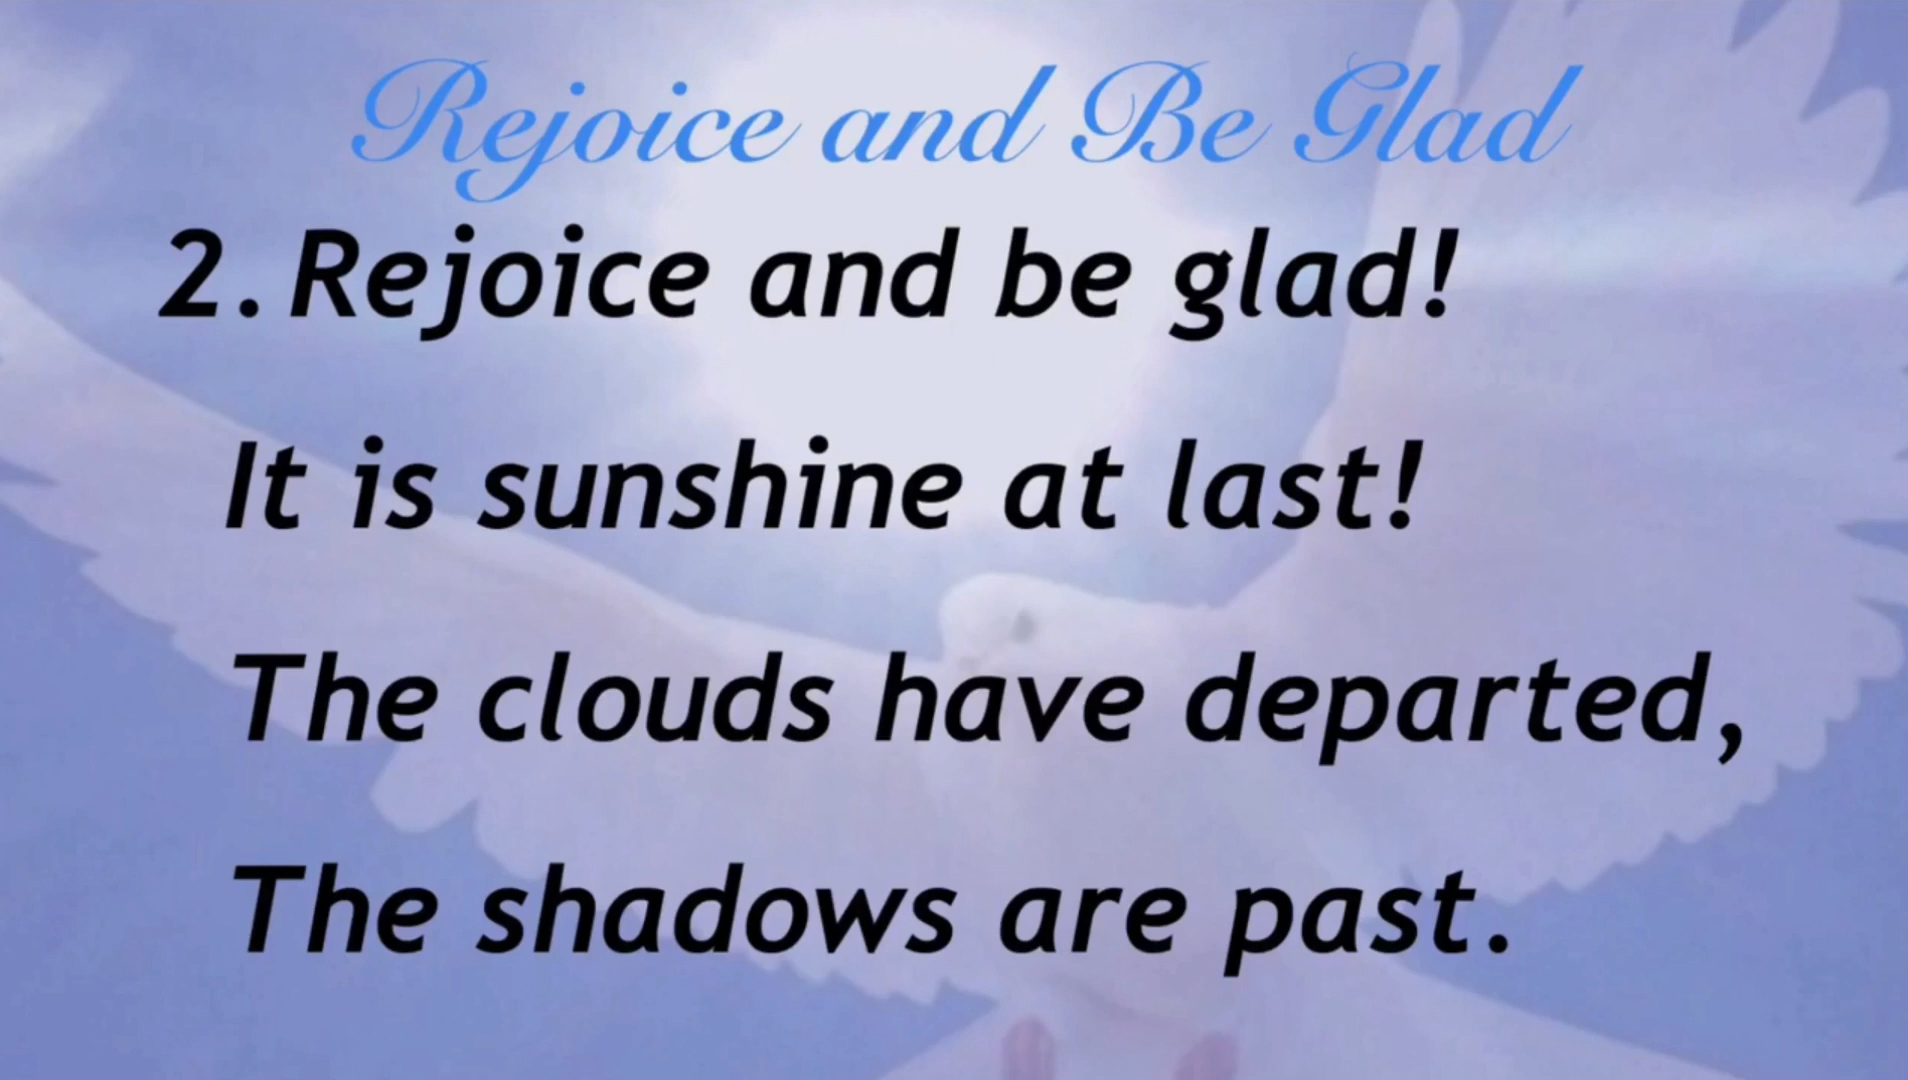 Rejoice and Be Glad
2. Rejoice and be glad!
It is sunshine at last!
The clouds have departed,
The shadows are past.